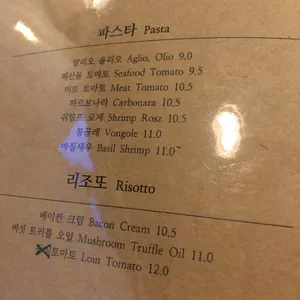 파스타 Pasta
알리오 올리오 Aglio, Olio 9.0
해산물 토마토 Seafood Tomato 9.5
미트 토마토 Meat Tomato 10.5
까르보나라 Carbonara 10.5
쉬림프 로제 Shrimp Rosz. 10.5
봉골레 Vongole 11.0
바질새우 Basil Shrimp 11.0
리조또 Risotto
베이컨 크림 Bacon Cream 10.5
버섯 트러플 오일 Mushroom Truffle Oil 11.0
토마토 Loin Tomato 12.0